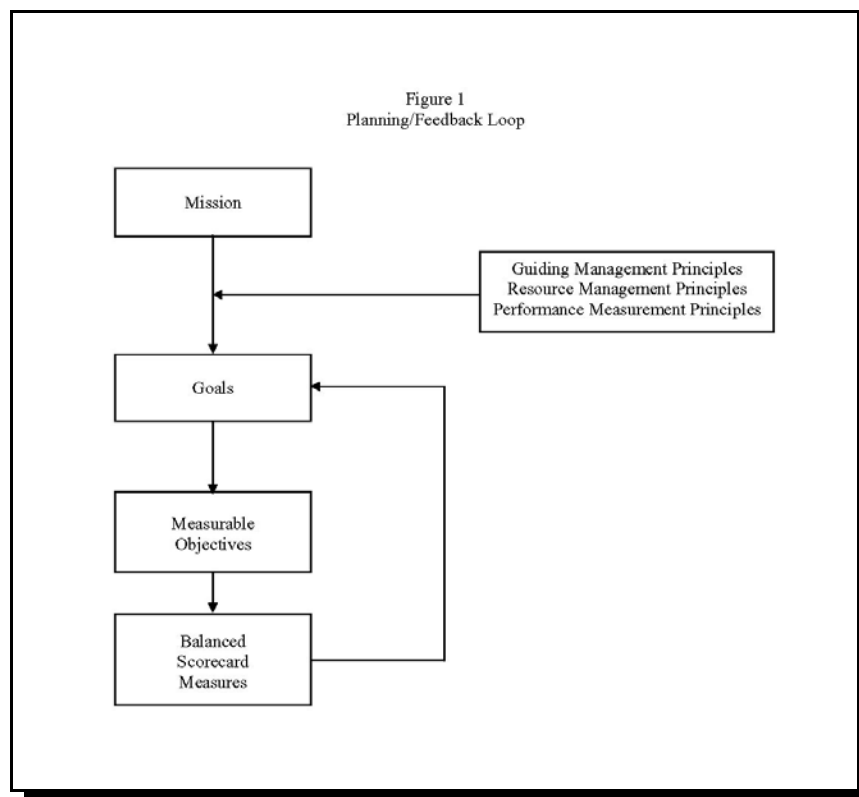 Figure 1
Planning/Feedback Loop
Mission
Guiding Management Principles
Resource Management Principles
Performance Measurement Principles
Goals
Measurable
Objectives
Balanced
Scorecard
Measures